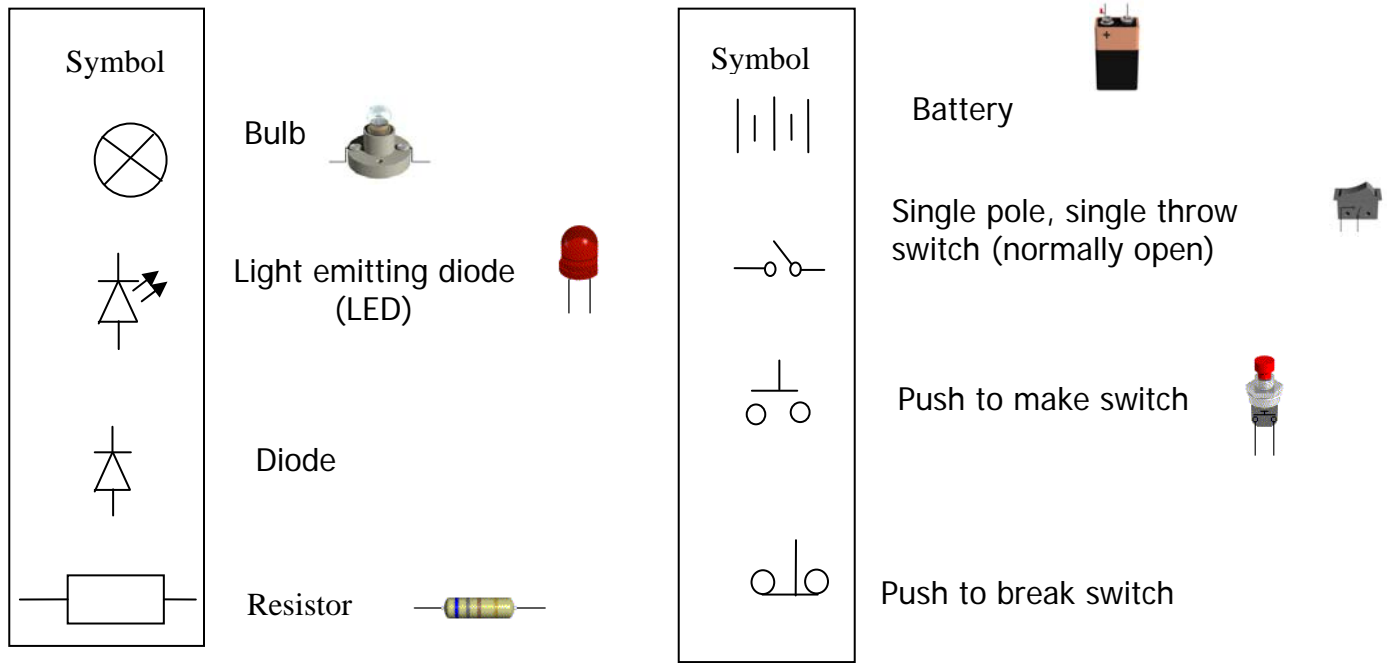 Symbol
Bulb
Light emitting diode
(LED)
Diode
Resistor
Symbol
Battery
Single pole, single throw
switch (normally open)
Push to make switch
Push to break switch